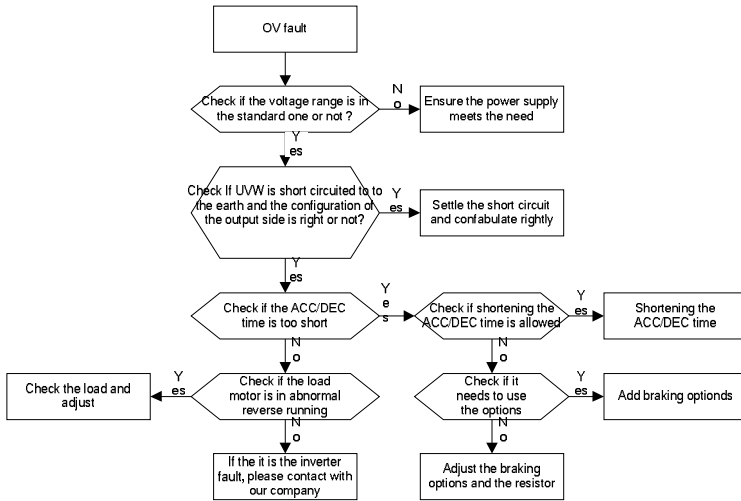 OV fault
Check if the voltage range is in
the standard one or not ?
N
o
Ensure the power supply
meets the need
Y
es
Check If UVW is short circuited to to
the earth and the configuration of
the output side is right or not?
Y
es
Settle the short circuit
and confabulate rightly
Y
es
Check if the ACC/DEC
time is too short
Y
e
s
Check if shortening the
ACC/DEC time is allowed
Y
es
Shortening the
ACC/DEC time
N
o
N
o
Check the load and
adjust
Y
es
Check if the load
motor is in abnormal
reverse running
Check if it
needs to use
the options
Y
es
Add braking optionds
N
o
N
o
If the it is the inverter
fault, please contact with
our company
Adjust the braking
options and the resistor